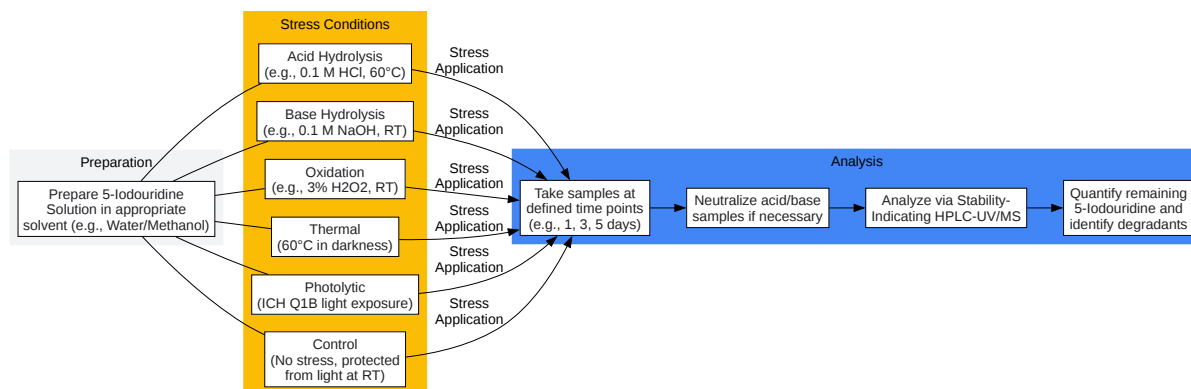 Preparation
Prepare 5-Iodouridine
Solution in appropriate
solvent (e.g., Water/Methanol)
Stress Conditions
Acid Hydrolysis
(e.g., 0.1 M HCl, 60°C)
Base Hydrolysis
(e.g., 0.1 M NaOH, RT)
Oxidation
(e.g., 3% H2O2, RT)
Thermal
(60°C in darkness)
Photolytic
(ICH Q1B light exposure)
Control
(No stress, protected
from light at RT)
Stress
Application
Stress
Application
Stress
Application
Stress
Application
Stress
Application
Stress
Application
Analysis
Take samples at
defined time points
(e.g., 1, 3, 5 days)
Neutralize acid/base
samples if necessary
Analyze via Stability-
Indicating HPLC-UV/MS
Quantify remaining
5-Iodouridine and
identify degradants